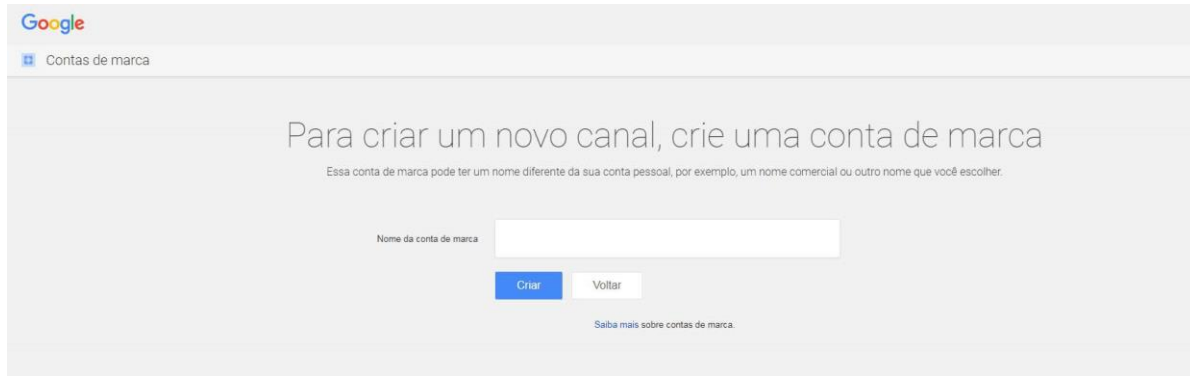 Google
Contas de marca
Para criar um novo canal, crie uma conta de marca
Essa conta de marca pode ter um nome diferente da sua conta pessoal, por exemplo, um nome comercial ou outro nome que você escolher.
Nome da conta de marca
Criar Voltar
Saiba mais sobre contas de marca.